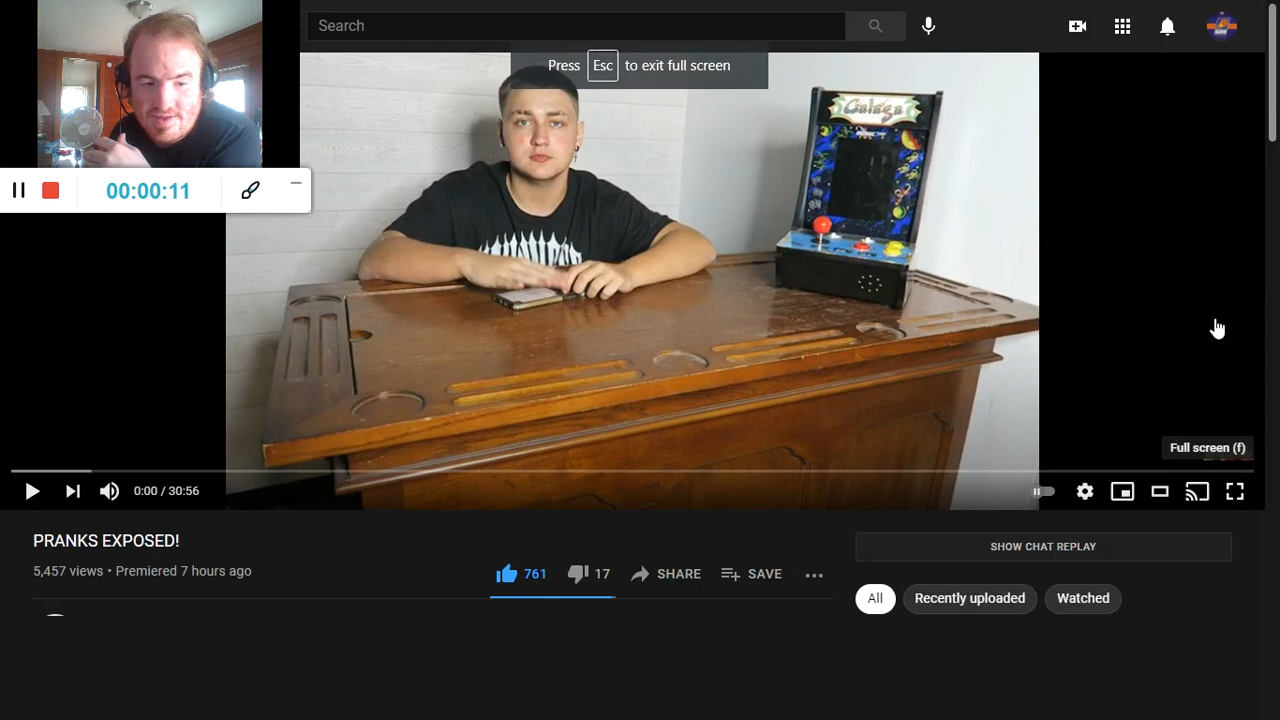 Search
Press Esc to exit full screen
Galaga
00:00:11
Full screen (f)
0:00 / 30:56
PRANKS EXPOSED!
5,457 views • Premiered 7 hours ago
761
17
SHARE
SAVE
SHOW CHAT REPLAY
All
Recently uploaded
Watched